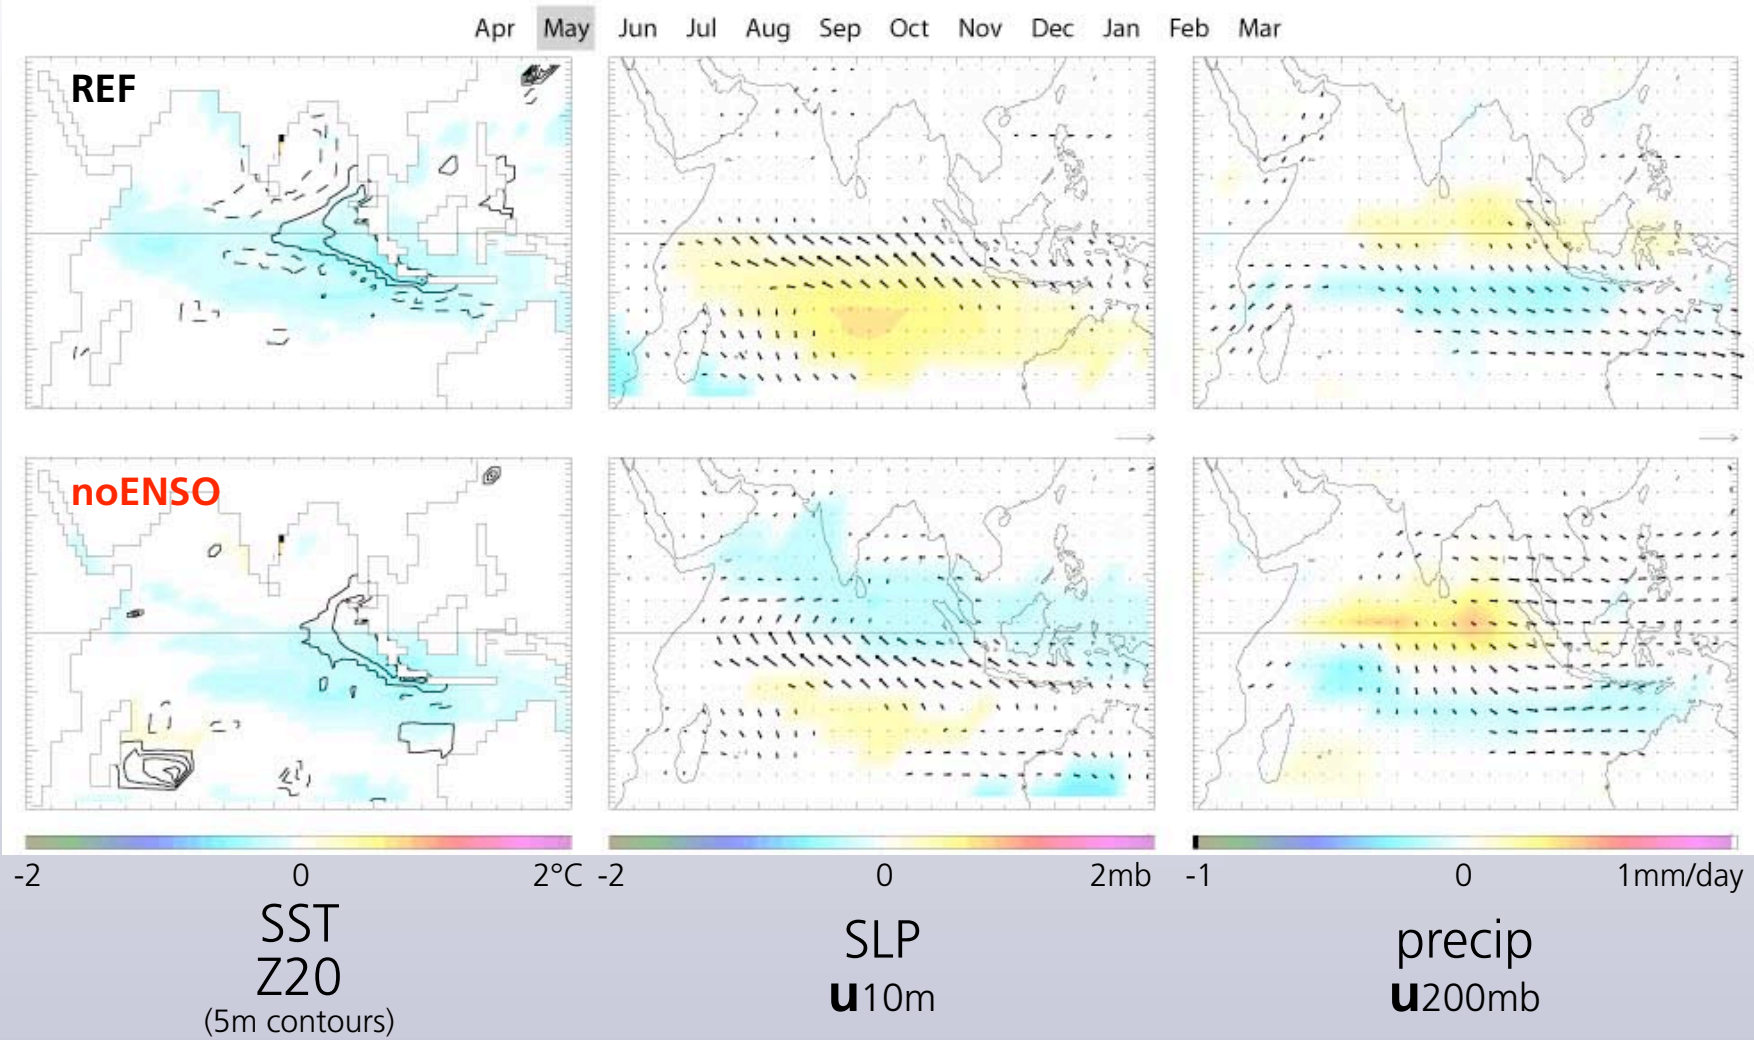 Apr May Jun Jul Aug Sep Oct Nov Dec Jan Feb Mar
REF
noENSO
-2 0 2°C -2 0 2mb -1 0 1mm/day
SST
Z20
(5m contours)
SLP
u10m
precip
u200mb